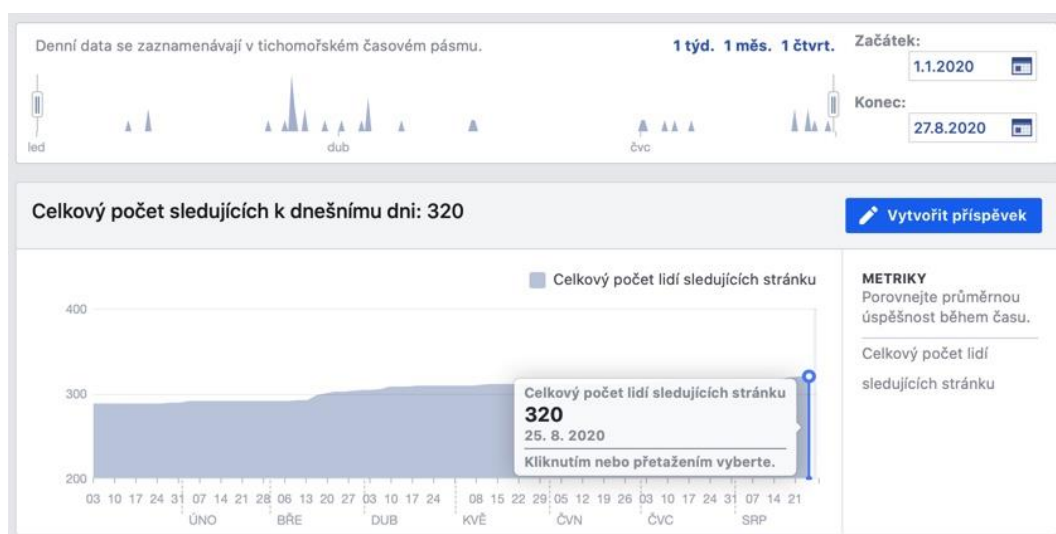 Denní data se zaznamenávají v tichomořském časovém pásmu.
1 týd. 1 měs. 1 čtvrt.
Začátek:
1.1.2020
Konec:
27.8.2020
led dub čvc
Celkový počet sledujících k dnešnímu dni: 320
Vytvořit příspěvek
Celkový počet lidí sledujících stránku
400
300
200
Celkový počet lidí sledujících stránku
320
25. 8. 2020
Kliknutím nebo přetažením vyberte.
03 10 17 24 31 07 14 21 28 06 13 20 27 03 10 17 24 08 15 22 29 05 12 19 26 03 10 17 24 31 07 14 21
ÚNO BŘE DUB KVĚ ČVN ČVC SRP
METRIKY
Porovnejte průměrnou
úspěšnost během času.
Celkový počet lidí
sledujících stránku